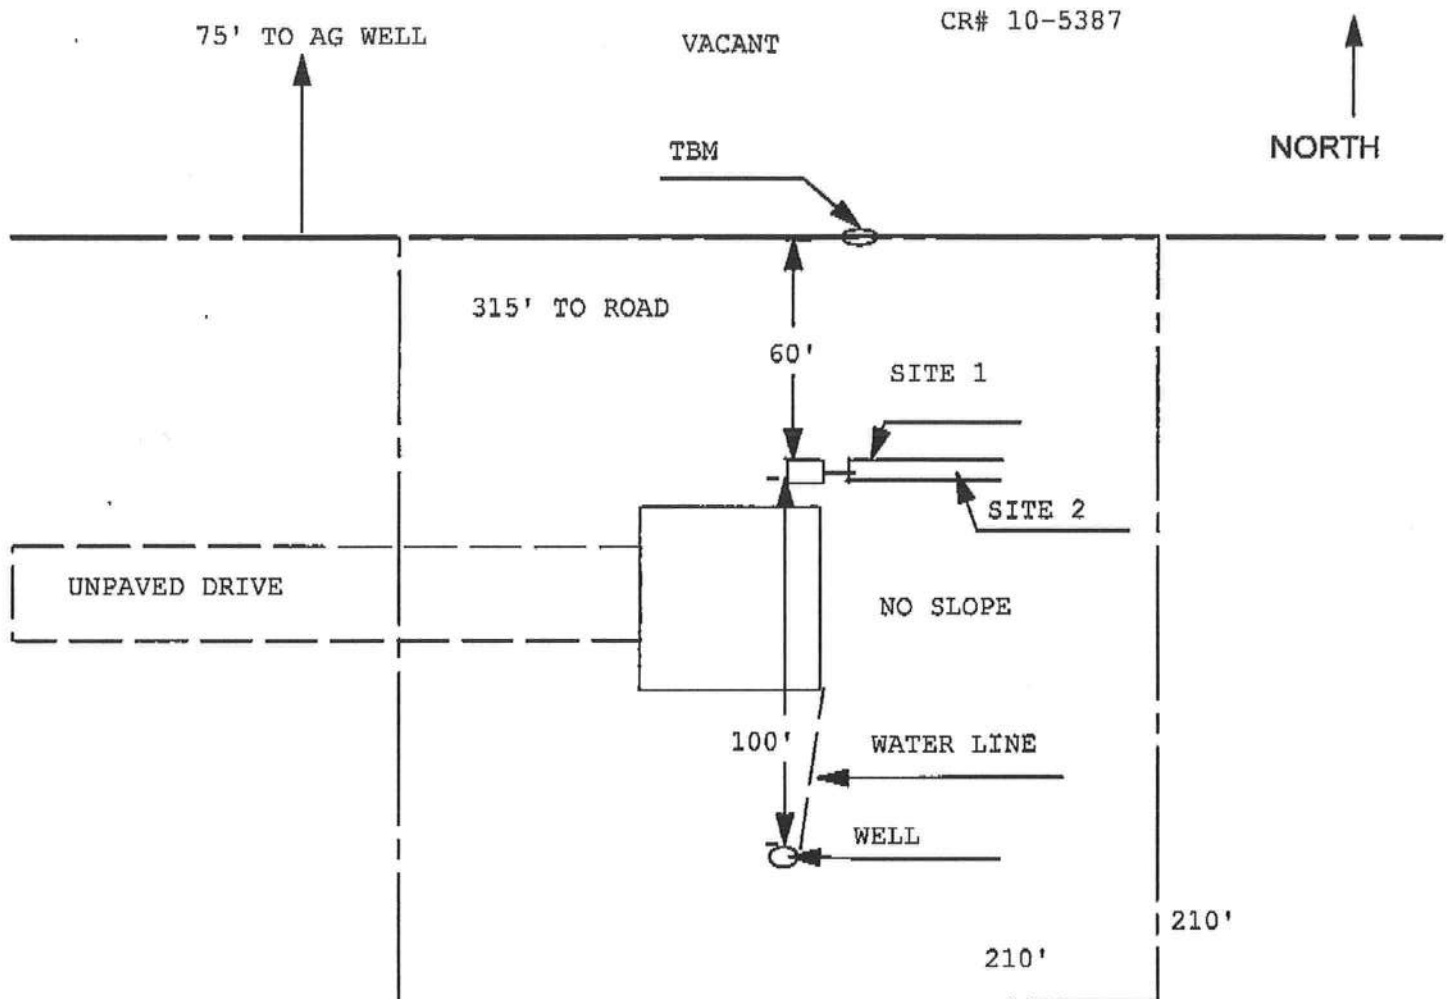 CR# 10-5387
75' TO AG WELL
VACANT
TBM
NORTH
315' TO ROAD
60'
SITE 1
SITE 2
UNPAVED DRIVE
NO SLOPE
100'
WATER LINE
WELL
210'
210'